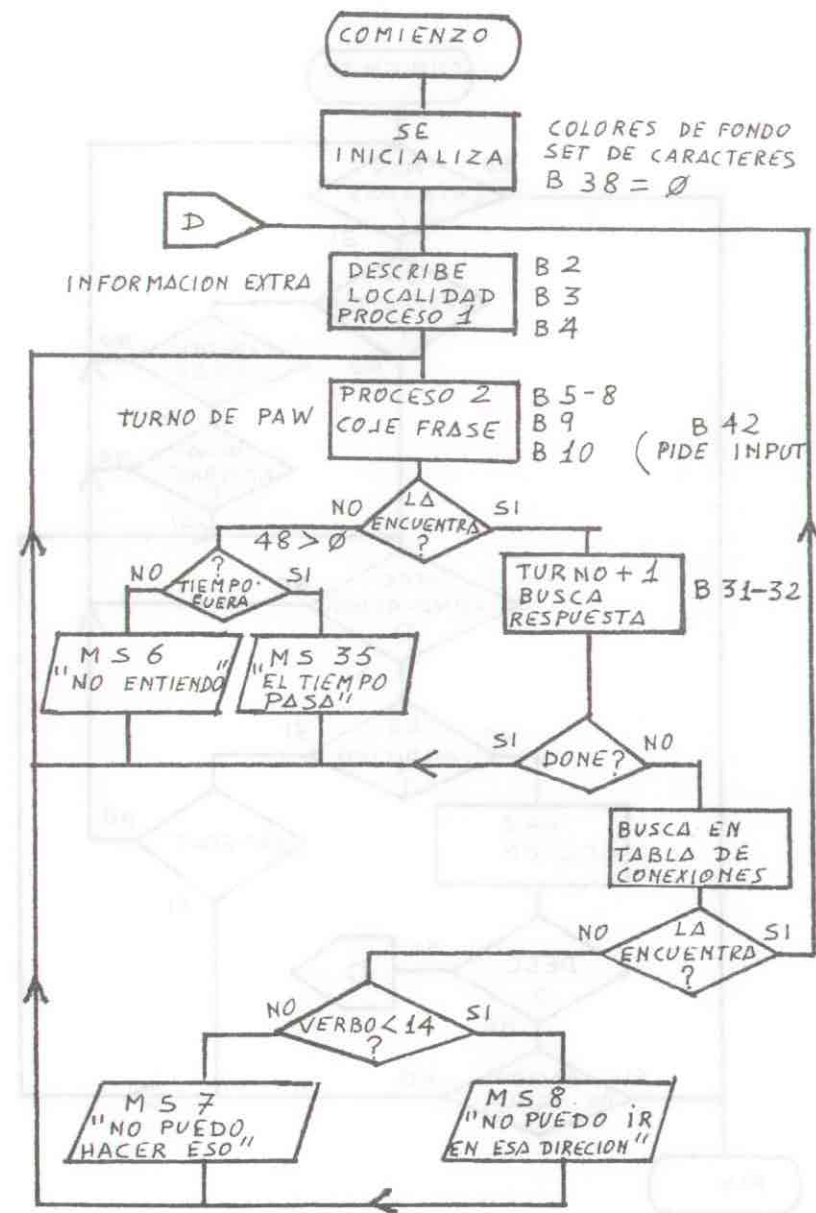 COMIENZO
SE
INICIALIZA
COLORES DE FONDO
SET DE CARACTERES
B 38 = Ø
D
INFORMACION EXTRA
DESCRIBE
LOCALIDAD
PROCESO 1
B 2
B 3
B 4
TURNO DE PAW
PROCESO 2
COJE FRASE
B 5-8
B 9
B 10
B 42
(PIDE INPUT
NO
LA
ENCUENTRA
?
SI
48 > Ø
NO
?
TIEMPO.
FUERA
SI
TURNO + 1
BUSCA
RESPUESTA
B 31-32
M S 6
"NO ENTIENDO"
M S 35
"EL TIEMPO
PASA"
SI
DONE?
NO
BUSCA EN
TABLA DE
CONEXIONES
NO
LA
ENCUENTRA
?
SI
NO
VERBO < 14
?
SI
M S 7
"NO PUEDO
HACER ESO"
M S 8
"NO PUEDO iR
EN ESA DIRECION"